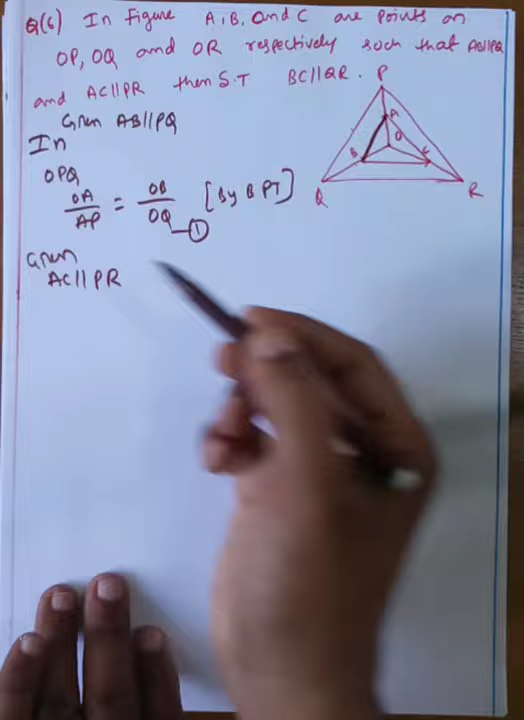 Q(6) In Figure A, B, and C are points on
OP, OQ and OR respectively such that AB||PQ
and AC||PR then S.T BC||QR.
P
A
O
B
C
Q
R
Given AB||PQ
In
OPQ
OA/AP = OB/OQ [By BPT]
1
Given
AC||PR